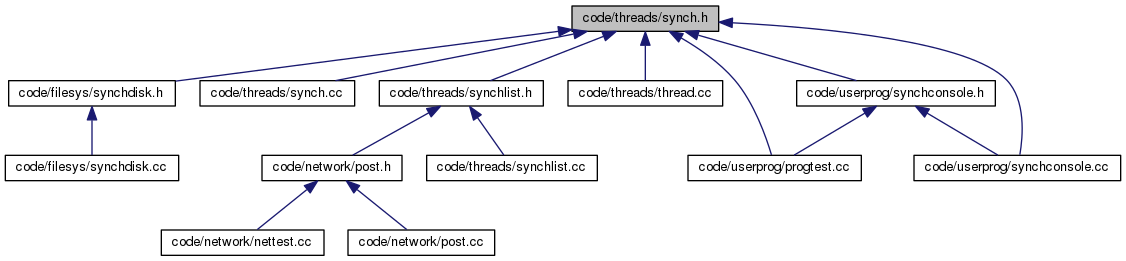 code/threads/synch.h
code/filesys/synchdisk.h
code/threads/synch.cc
code/threads/synchlist.h
code/threads/thread.cc
code/userprog/synchconsole.h
code/filesys/synchdisk.cc
code/network/post.h
code/threads/synchlist.cc
code/userprog/progtest.cc
code/userprog/synchconsole.cc
code/network/nettest.cc
code/network/post.cc